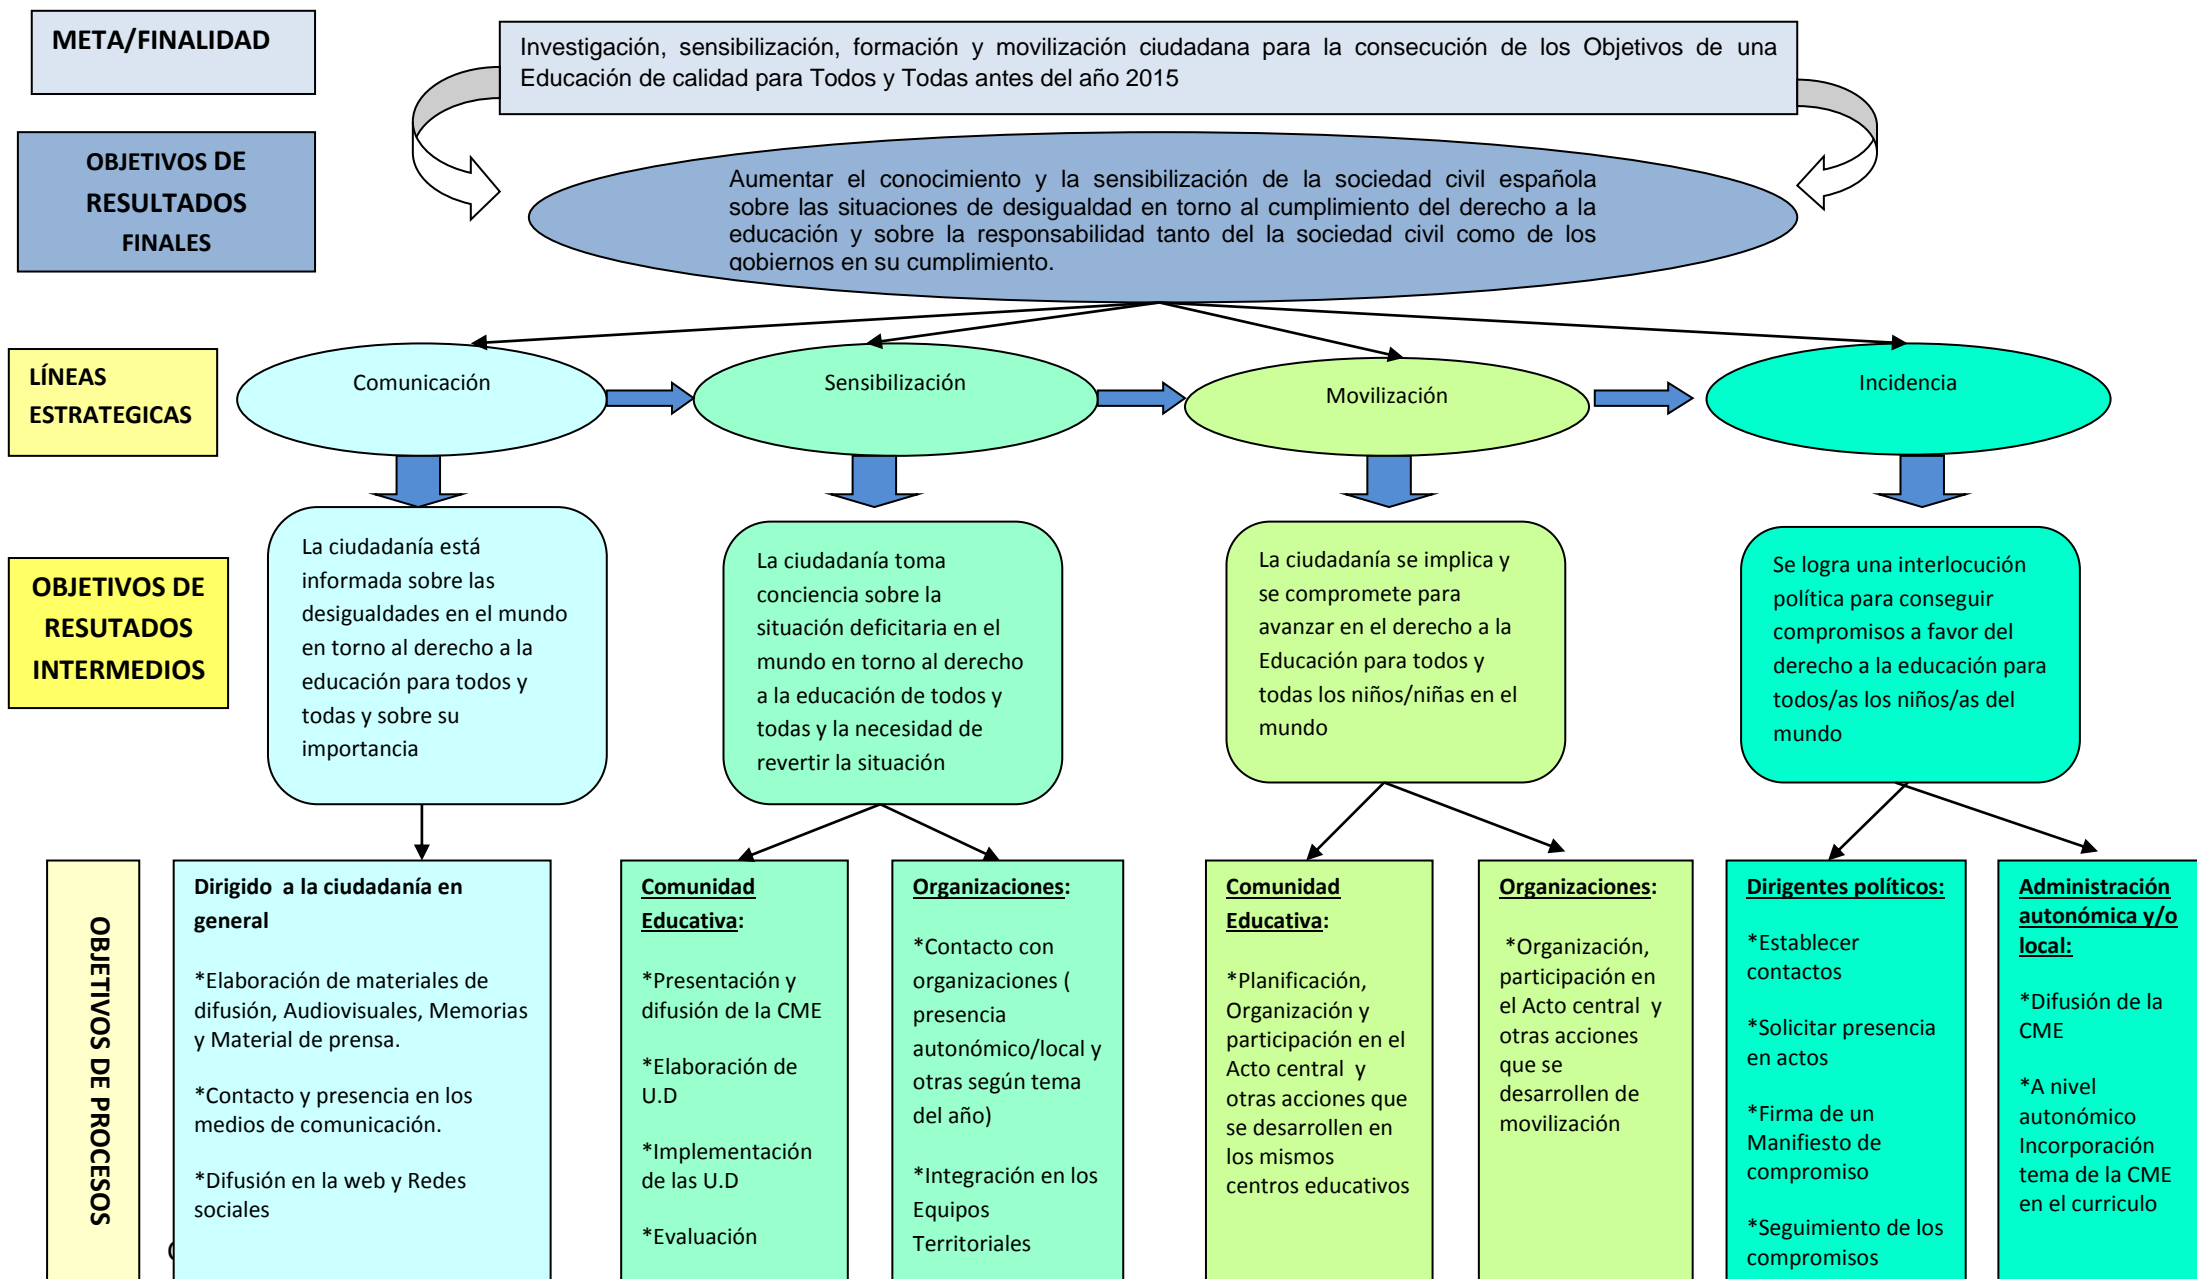 META/FINALIDAD
Investigación, sensibilización, formación y movilización ciudadana para la consecución de los Objetivos de una
Educación de calidad para Todos y Todas antes del año 2015
OBJETIVOS DE
RESULTADOS
FINALES
Aumentar el conocimiento y la sensibilización de la sociedad civil española
sobre las situaciones de desigualdad en torno al cumplimiento del derecho a la
educación y sobre la responsabilidad tanto del la sociedad civil como de los
gobiernos en su cumplimiento.
LÍNEAS
ESTRATEGICAS
Comunicación
Sensibilización
Movilización
Incidencia
OBJETIVOS DE
RESUTADOS
INTERMEDIOS
La ciudadanía está
informada sobre las
desigualdades en el mundo
en torno al derecho a la
educación para todos y
todas y sobre su
importancia
La ciudadanía toma
conciencia sobre la
situación deficitaria en el
mundo en torno al derecho
a la educación de todos y
todas y la necesidad de
revertir la situación
La ciudadanía se implica y
se compromete para
avanzar en el derecho a la
Educación para todos y
todas los niños/niñas en el
mundo
Se logra una interlocución
política para conseguir
compromisos a favor del
derecho a la educación para
todos/as los niños/as del
mundo
OBJETIVOS DE PROCESOS
Dirigido a la ciudadanía en
general
*Elaboración de materiales de
difusión, Audiovisuales, Memorias
y Material de prensa.
*Contacto y presencia en los
medios de comunicación.
*Difusión en la web y Redes
sociales
Comunidad
Educativa:
*Presentación y
difusión de la CME
*Elaboración de
U.D
*Implementación
de las U.D
*Evaluación
Organizaciones:
*Contacto con
organizaciones (
presencia
autonómico/local y
otras según tema
del año)
*Integración en los
Equipos
Territoriales
Comunidad
Educativa:
*Planificación,
Organización y
participación en el
Acto central y
otras acciones que
se desarrollen en
los mismos
centros educativos
Organizaciones:
*Organización,
participación en
el Acto central y
otras acciones
que se
desarrollen de
movilización
Dirigentes políticos:
*Establecer
contactos
*Solicitar presencia
en actos
*Firma de un
Manifiesto de
compromiso
*Seguimiento de los
compromisos
Administración
autonómica y/o
local:
*Difusión de la
CME
*A nivel
autonómico
Incorporación
tema de la CME
en el curriculo